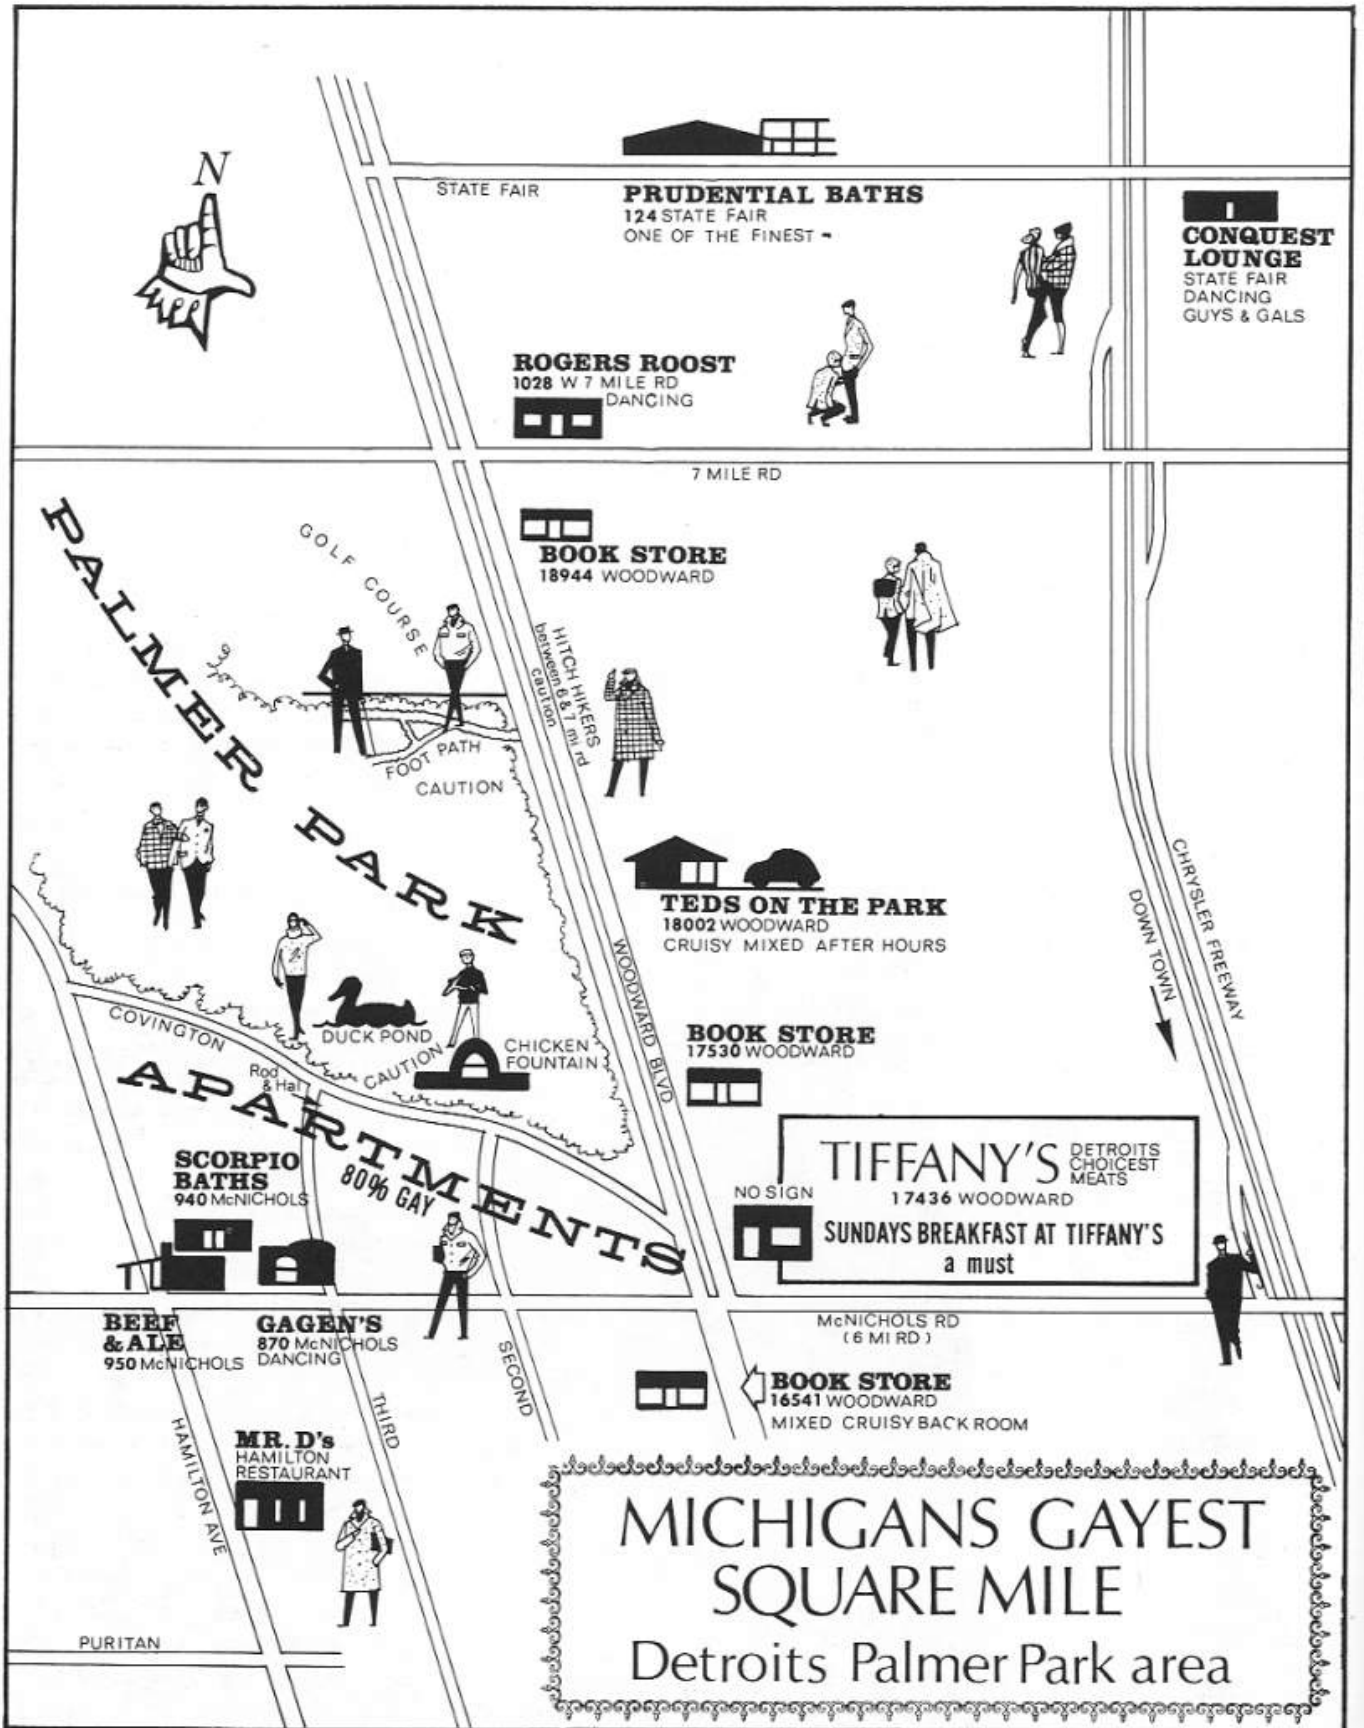 N
STATE FAIR
PRUDENTIAL BATHS
124 STATE FAIR
ONE OF THE FINEST -
CONQUEST
LOUNGE
STATE FAIR
DANCING
GUYS & GALS
ROGERS ROOST
1028 W 7 MILE RD
DANCING
7 MILE RD
BOOK STORE
18944 WOODWARD
GOLF COURSE
PALMER PARK
HITCH HIKERS
between 6 & 7 mi rd
caution
FOOT PATH
CAUTION
TEDS ON THE PARK
18002 WOODWARD
CRUISY MIXED AFTER HOURS
CHRYSLER FREEWAY
DOWN TOWN
WOODWARD BLVD
DUCK POND
CAUTION
CHICKEN
FOUNTAIN
BOOK STORE
17530 WOODWARD
COVINGTON
Rod
& Hal
APARTMENTS
80% GAY
TIFFANY'S
DETROITS
CHOICEST
MEATS
17436 WOODWARD
SUNDAYS BREAKFAST AT TIFFANY'S
a must
NO SIGN
SCORPIO
BATHS
940 McNICHOLS
BEEF
& ALE
950 McNICHOLS
GAGEN'S
870 McNICHOLS
DANCING
McNICHOLS RD
(6 MI RD)
SECOND
THIRD
HAMILTON AVE
BOOK STORE
16541 WOODWARD
MIXED CRUISY BACK ROOM
MR. D's
HAMILTON
RESTAURANT
PURITAN
MICHIGANS GAYEST
SQUARE MILE
Detroits Palmer Park area